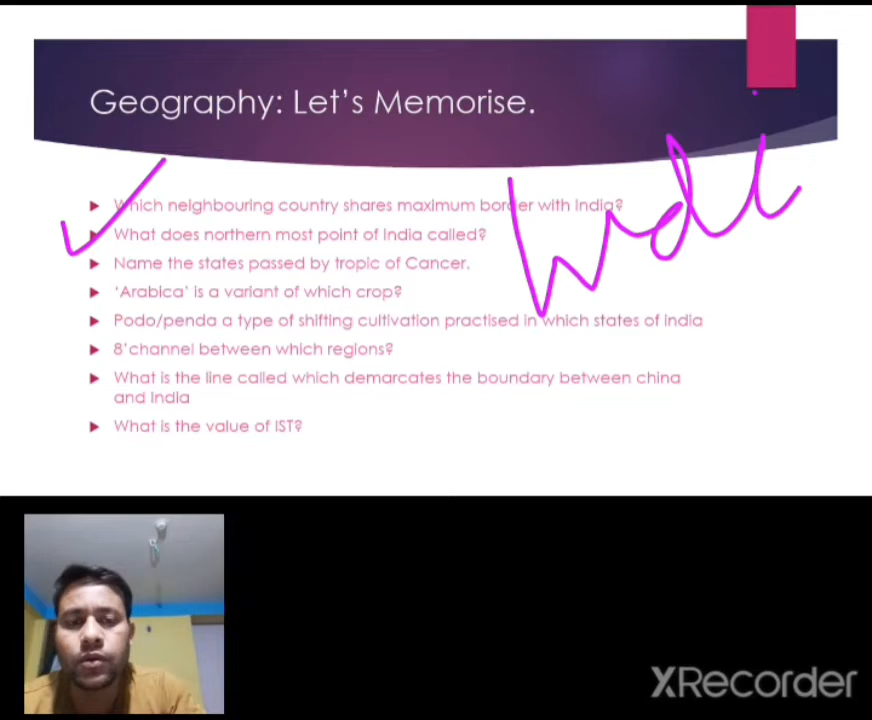 Geography: Let's Memorise.
Which neighbouring country shares maximum border with India?
What does northern most point of India called?
Name the states passed by tropic of Cancer.
'Arabica' is a variant of which crop?
Podo/penda a type of shifting cultivation practised in which states of India
8'channel between which regions?
What is the line called which demarcates the boundary between china
and India
What is the value of IST?
XRecorder